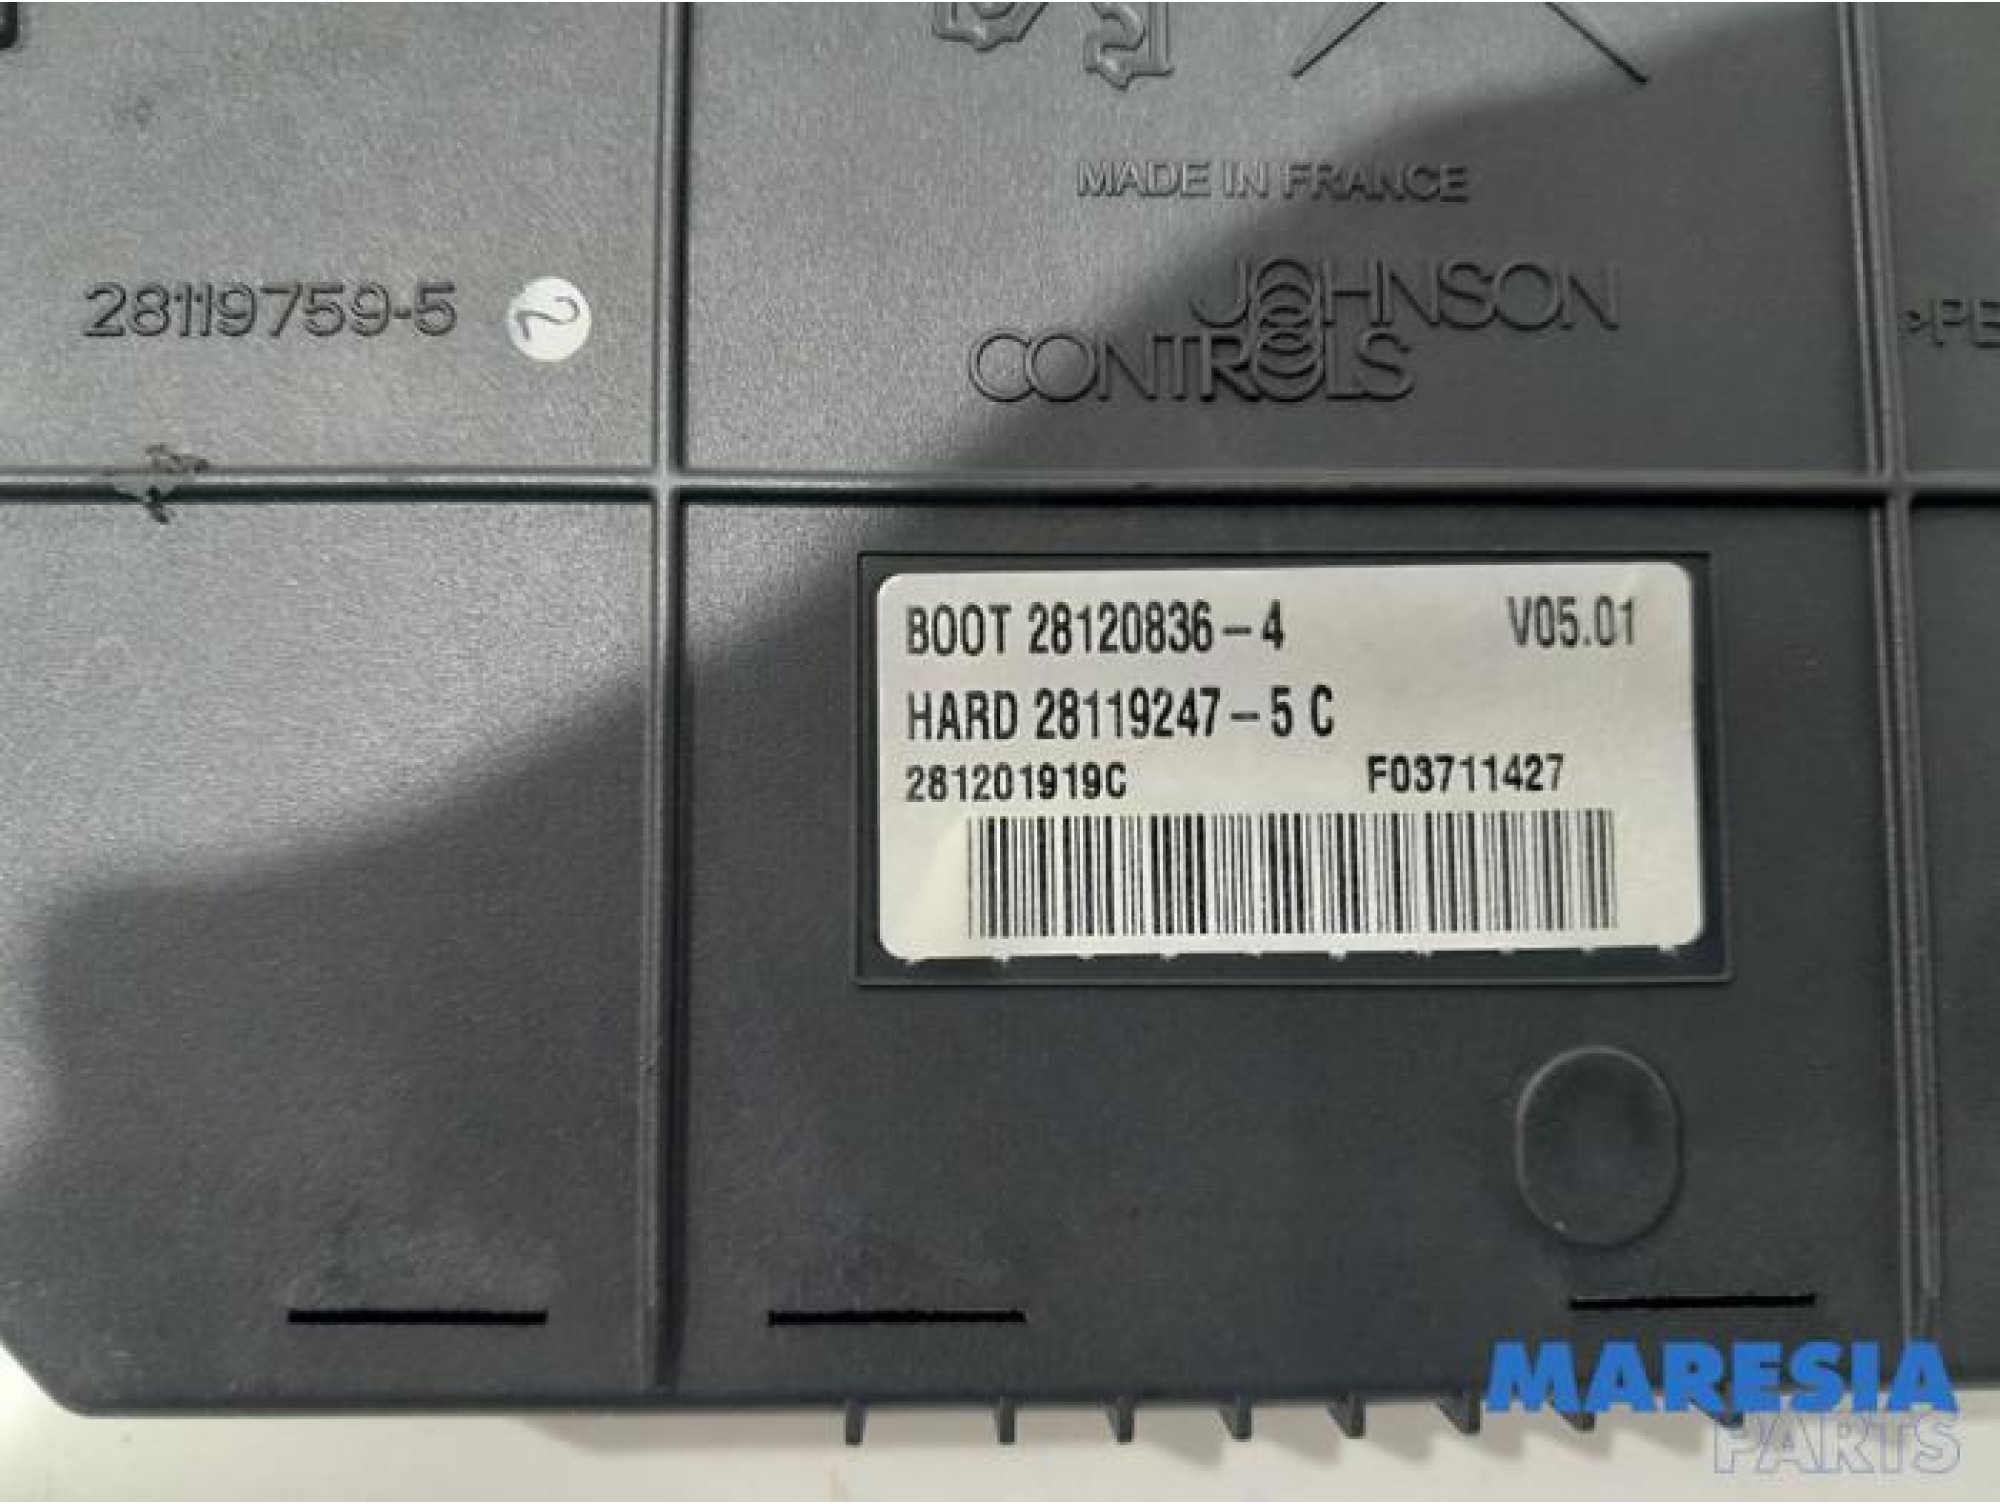 MADE IN FRANCE
28119759-5
2
JOHNSON
CONTROLS
BOOT 28120836-4 V05.01
HARD 28119247-5 C
281201919C F03711427
MARESIA
PARTS